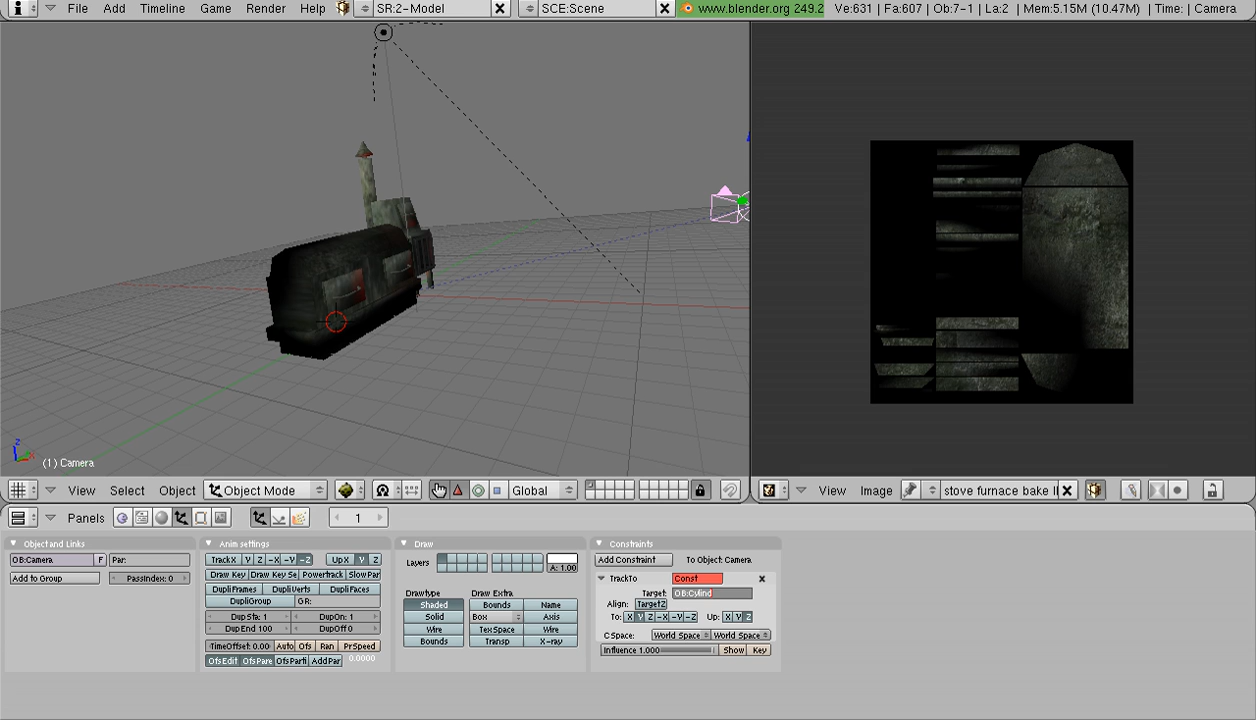 File Add Timeline Game Render Help SR:2-Model SCE:Scene www.blender.org 249.2 Ve:631 | Fa:607 | Ob:7-1 | La:2 | Mem:5.15M (10.47M) | Time: | Camera
(1) Camera
View Select Object Object Mode Global
View Image stove furnace bake II
Panels 1
Object and Links
OB:Camera F Par:
Add to Group PassIndex: 0
Anim settings
TrackX Y Z -X -Y -Z UpX Y Z
Draw Key Draw Key Se Powertrack SlowPar
DupliFrames DupliVerts DupliFaces
DupliGroup GR:
DupSta: 1 DupOn: 1
DupEnd 100 DupOff 0
TimeOffset: 0.00 Auto Ofs Ran PrSpeed
OfsEdit OfsPare OfsParti AddPar 0.0000
Draw
Layers A: 1.00
Drawtype Draw Extra
Shaded Bounds Name
Solid Box Axis
Wire TexSpace Wire
Bounds Transp X-ray
Constraints
Add Constraint To Object: Camera
TrackTo Const X
Target: OB:Cylind
Align: TargetZ
To: X Y Z -X -Y -Z Up: X Y Z
CSpace: World Space World Space
Influence 1.000 Show Key